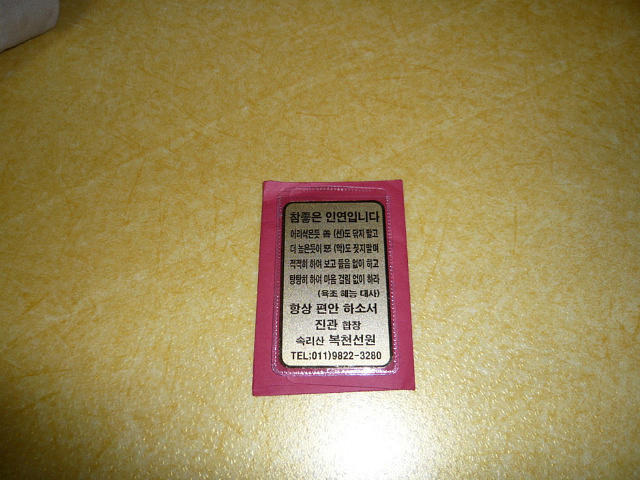 참좋은 인연입니다
어리석은듯 善 (선)도 닦지 말고
더 높은듯이 惡 (악)도 짓지말며
적적히 하여 보고 들음 없이 하고
탕탕히 하여 마음 걸림 없이 하라
(육조 혜능 대사)
항상 편안 하소서
진관 합장
속리산 복천선원
TEL:011)9822-3280